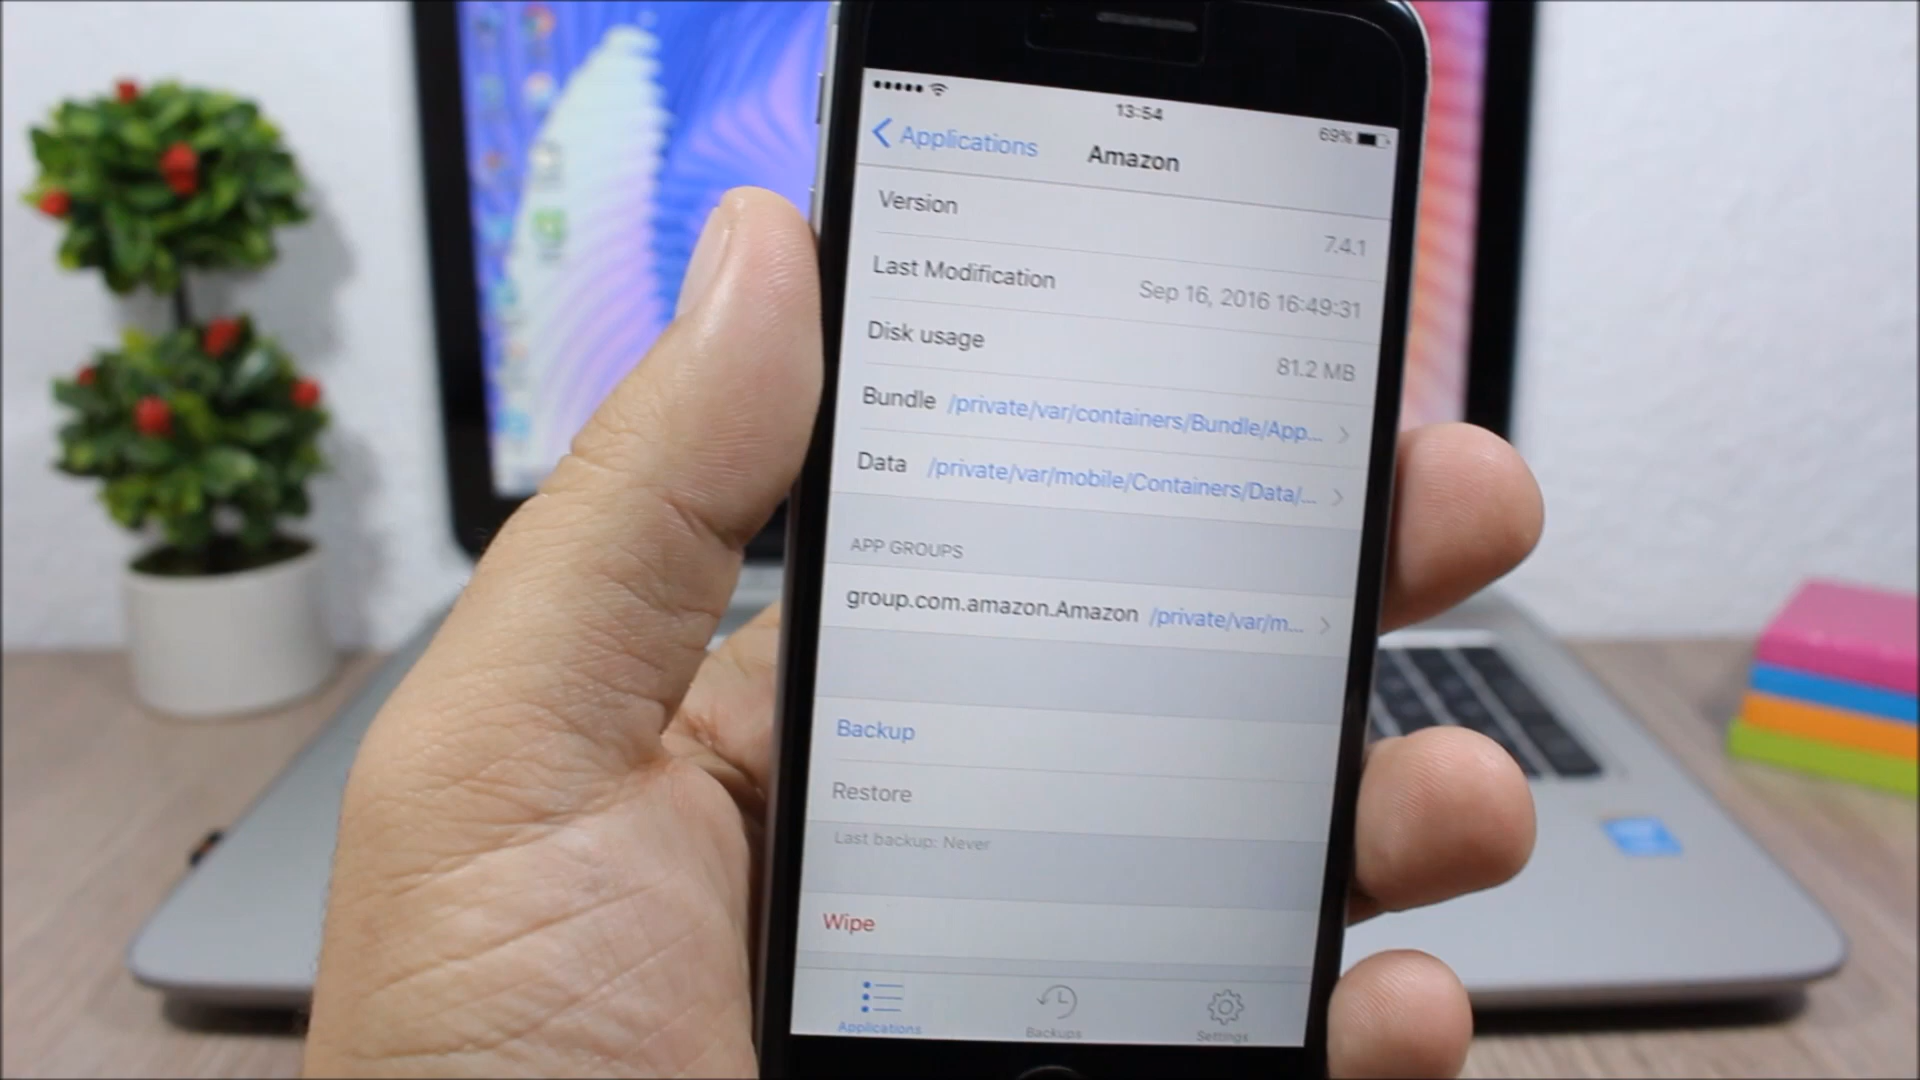 13:54
69%
Applications
Amazon
Version 7.4.1
Last Modification Sep 16, 2016 16:49:31
Disk usage 81.2 MB
Bundle /private/var/containers/Bundle/App...
Data /private/var/mobile/Containers/Data/...
APP GROUPS
group.com.amazon.Amazon /private/var/m...
Backup
Restore
Last backup: Never
Wipe
Applications Backups Settings